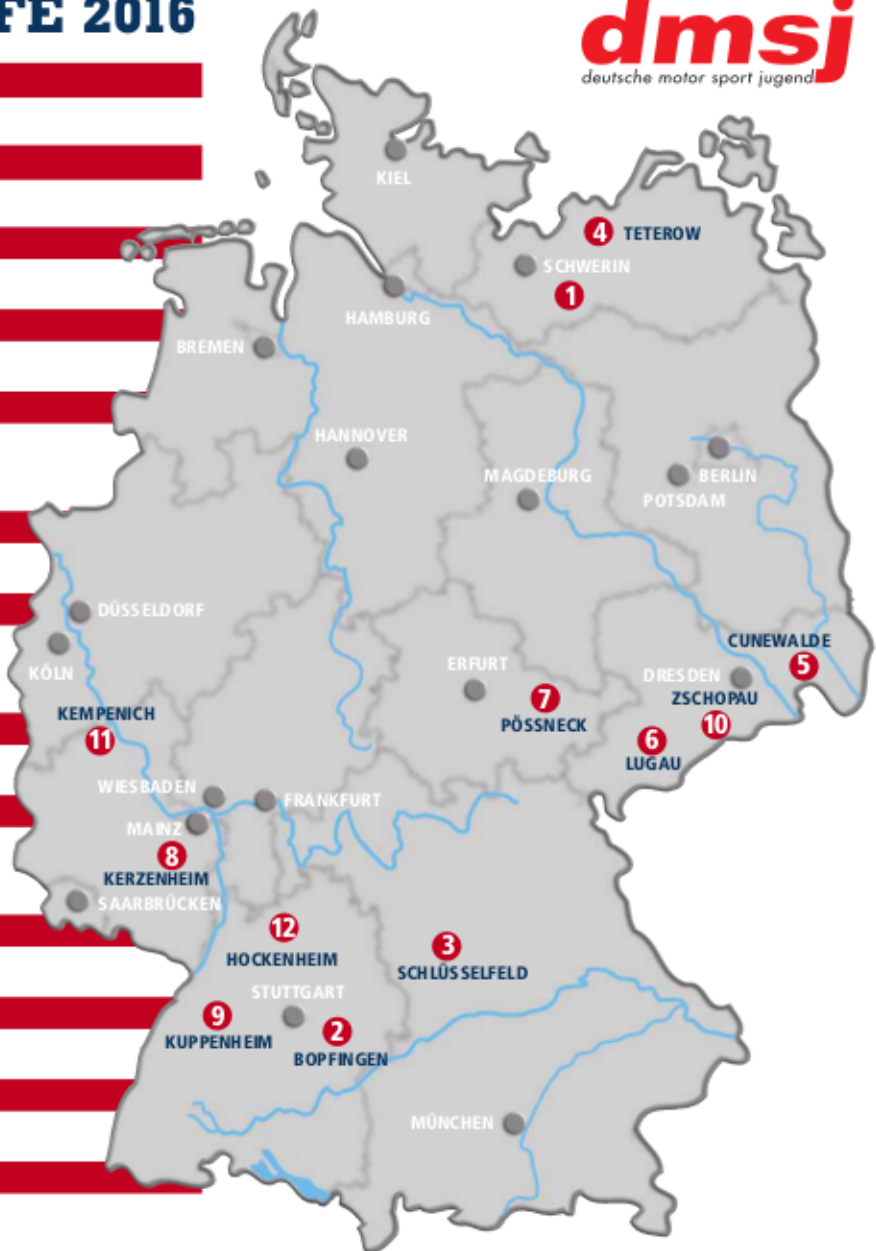 FE 2016
dmsj
deutsche motor sport jugend
KIEL
4 TETEROW
SCHWERIN
1
HAMBURG
BREMEN
HANNOVER
MAGDEBURG
BERLIN
POTSDAM
DÜSSELDORF
KÖLN
CUNEWALDE
5
ERFURT
DRESDEN
7
PÖSSNECK
ZSCHOPAU
10
6
LUGAU
KEMPENICH
11
WIESBADEN
FRANKFURT
MAINZ
8
KERZENHEIM
SAARBRÜCKEN
12
HOCKENHEIM
3
SCHLÜSSELFELD
STUTTGART
9
KUPPENHEIM
2
BOPFINGEN
MÜNCHEN